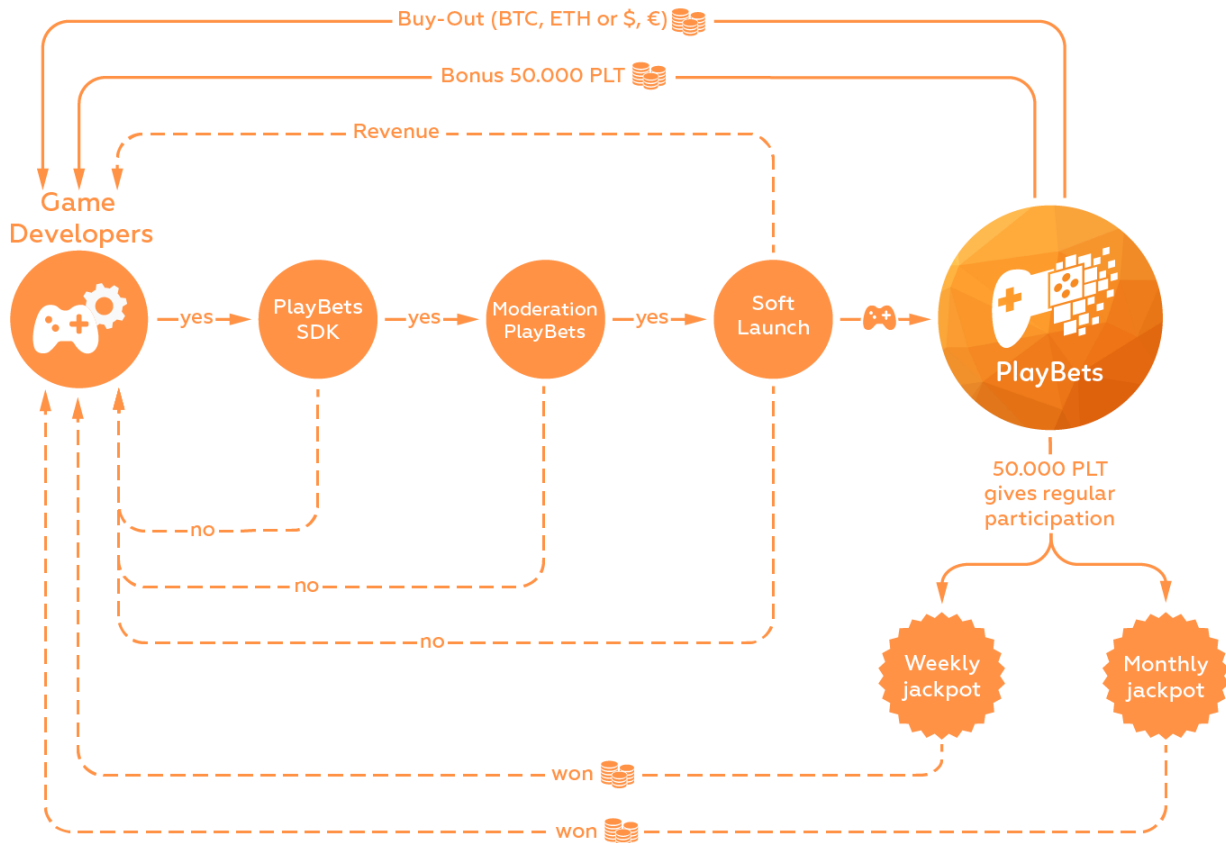 Buy-Out (BTC, ETH or $, €)
Bonus 50.000 PLT
Revenue
Game
Developers
yes
PlayBets
SDK
yes
Moderation
PlayBets
yes
Soft
Launch
PlayBets
50.000 PLT
gives regular
participation
no
no
no
Weekly
jackpot
Monthly
jackpot
won
won